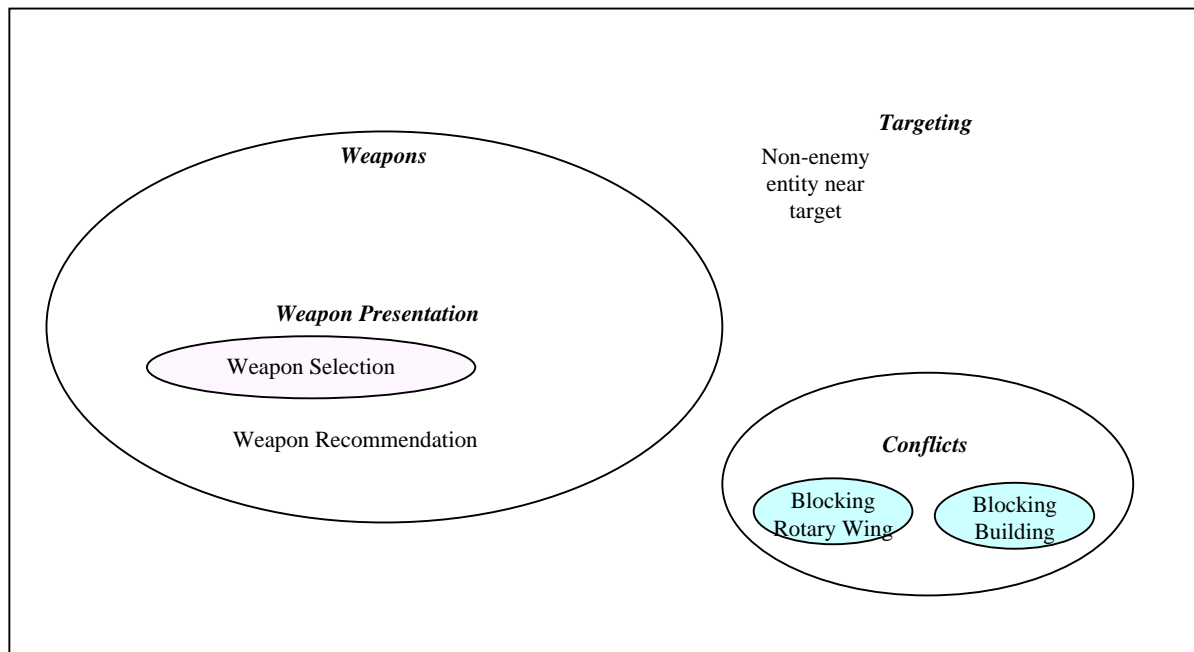 Targeting
Non-enemy
entity near
target
Weapons
Weapon Presentation
Weapon Selection
Weapon Recommendation
Conflicts
Blocking
Rotary Wing
Blocking
Building